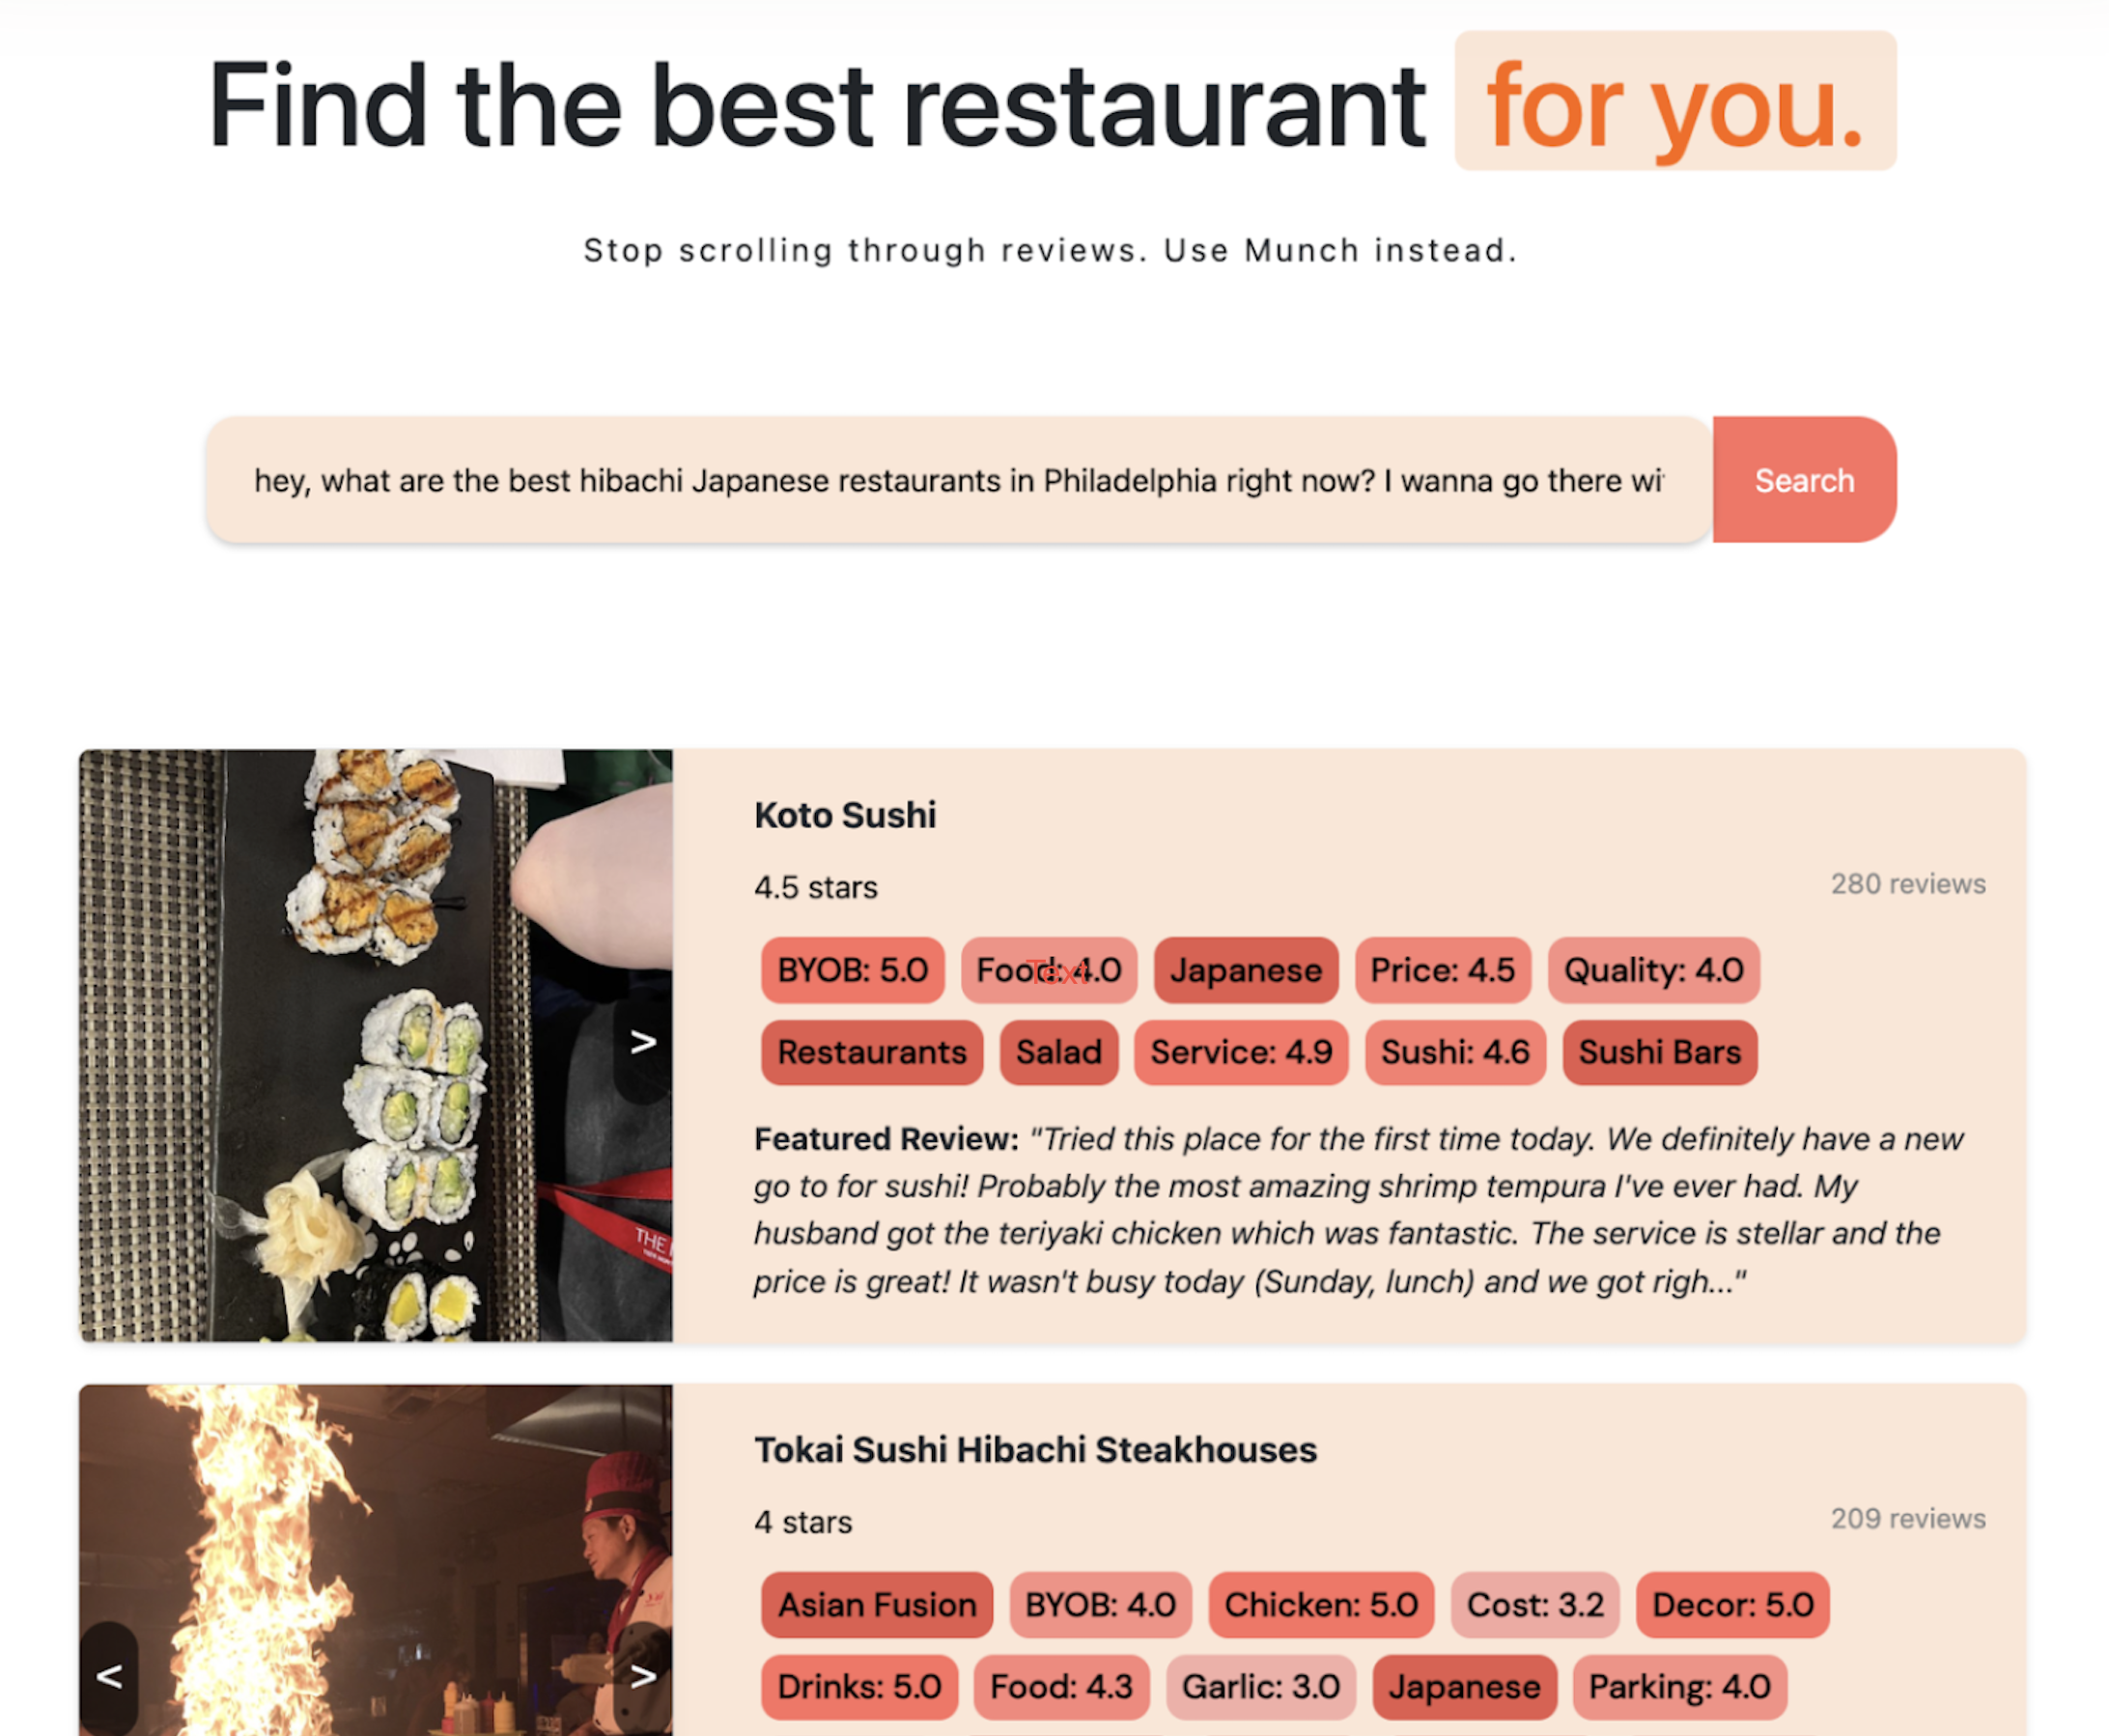 Find the best restaurant for you.
Stop scrolling through reviews. Use Munch instead.
hey, what are the best hibachi Japanese restaurants in Philadelphia right now? I wanna go there
Search
Koto Sushi
4.5 stars
280 reviews
BYOB: 5.0 Food: 4.0 Japanese Price: 4.5 Quality: 4.0
Text
Restaurants Salad Service: 4.9 Sushi: 4.6 Sushi Bars
Featured Review: "Tried this place for the first time today. We definitely have a new
go to for sushi! Probably the most amazing shrimp tempura I've ever had. My
husband got the teriyaki chicken which was fantastic. The service is stellar and the
price is great! It wasn't busy today (Sunday, lunch) and we got righ..."
>
THE
Tokai Sushi Hibachi Steakhouses
4 stars
209 reviews
Asian Fusion BYOB: 4.0 Chicken: 5.0 Cost: 3.2 Decor: 5.0
Drinks: 5.0 Food: 4.3 Garlic: 3.0 Japanese Parking: 4.0
< >